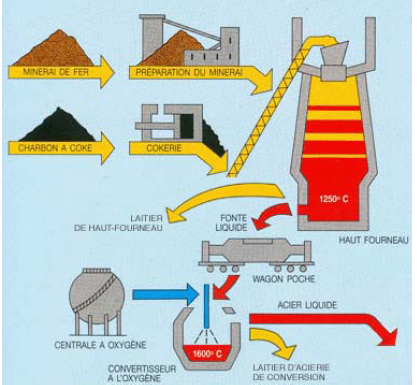 MINERAI DE FER
PRÉPARATION DU MINERAI
CHARBON A COKE
COKERIE
1250° C
LAITIER
DE HAUT-FOURNEAU
FONTE
LIQUIDE
HAUT FOURNEAU
WAGON POCHE
ACIER LIQUIDE
CENTRALE A OXYGÈNE
1600° C
CONVERTISSEUR
A L'OXYGÈNE
LAITIER D'ACIERIE
DE CONVERSION